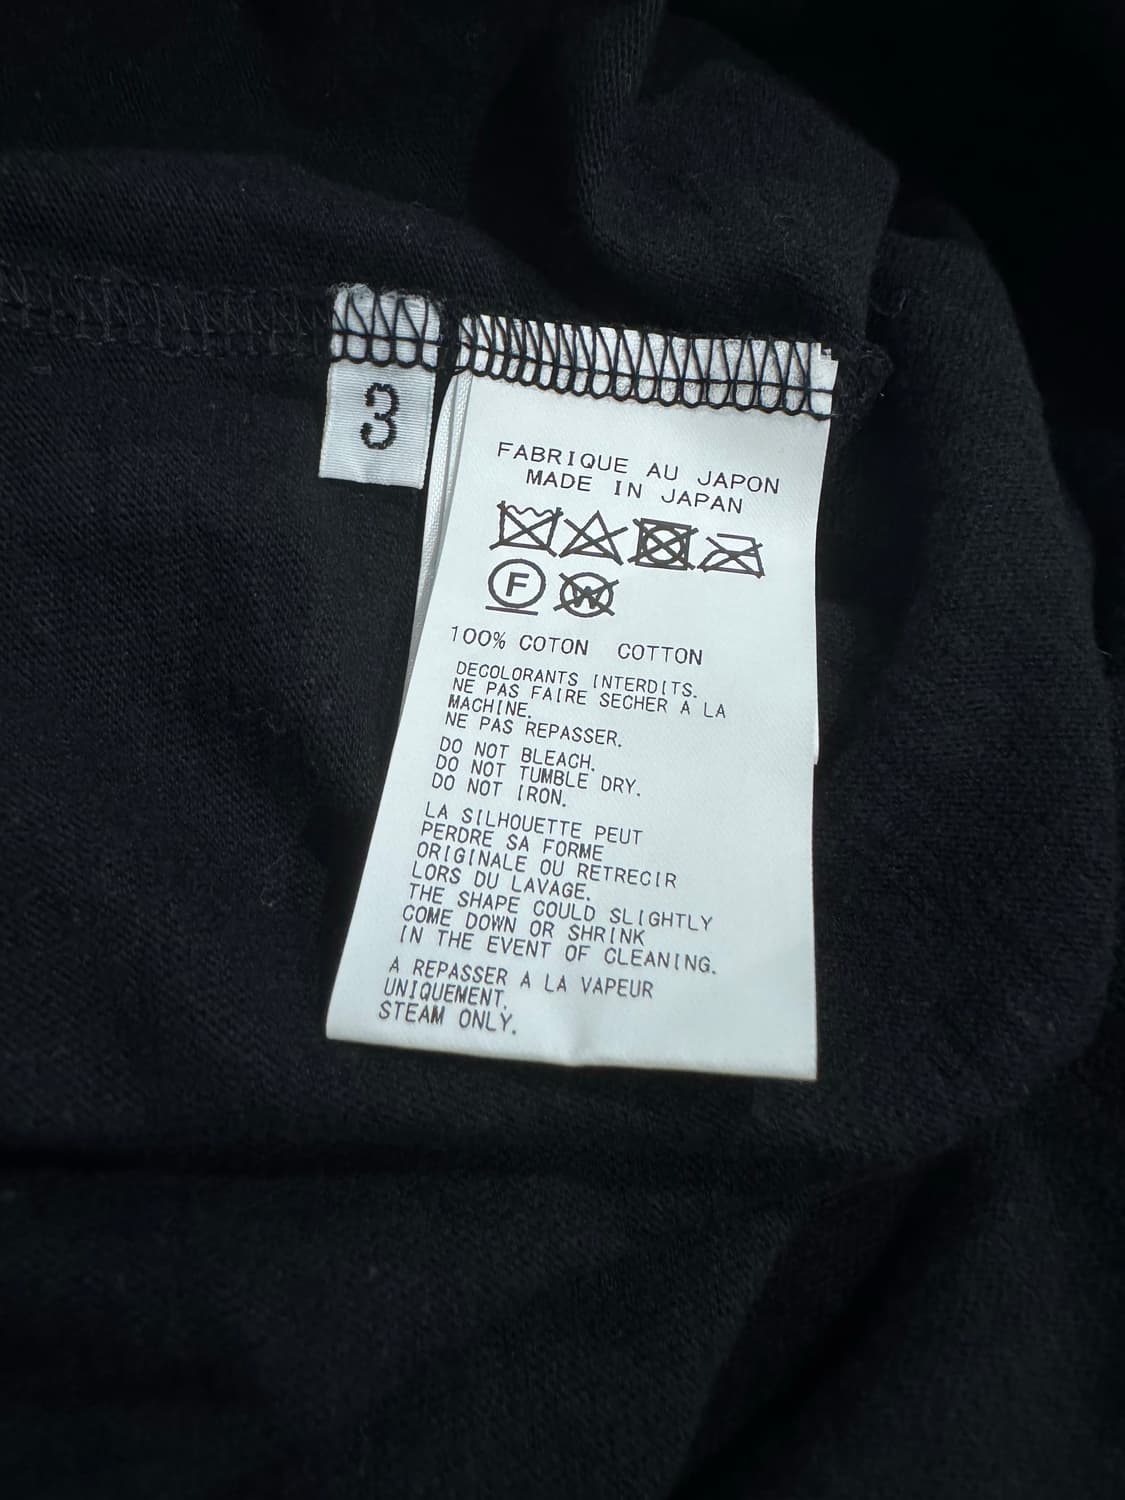 3
FABRIQUE AU JAPON
MADE IN JAPAN
F
W
100% COTON COTTON
DECOLORANTS INTERDITS.
NE PAS FAIRE SECHER A LA
MACHINE.
NE PAS REPASSER.
DO NOT BLEACH.
DO NOT TUMBLE DRY.
DO NOT IRON.
LA SILHOUETTE PEUT
PERDRE SA FORME
ORIGINALE OU RETRECIR
LORS DU LAVAGE.
THE SHAPE COULD SLIGHTLY
COME DOWN OR SHRINK
IN THE EVENT OF CLEANING.
A REPASSER A LA VAPEUR
UNIQUEMENT.
STEAM ONLY.